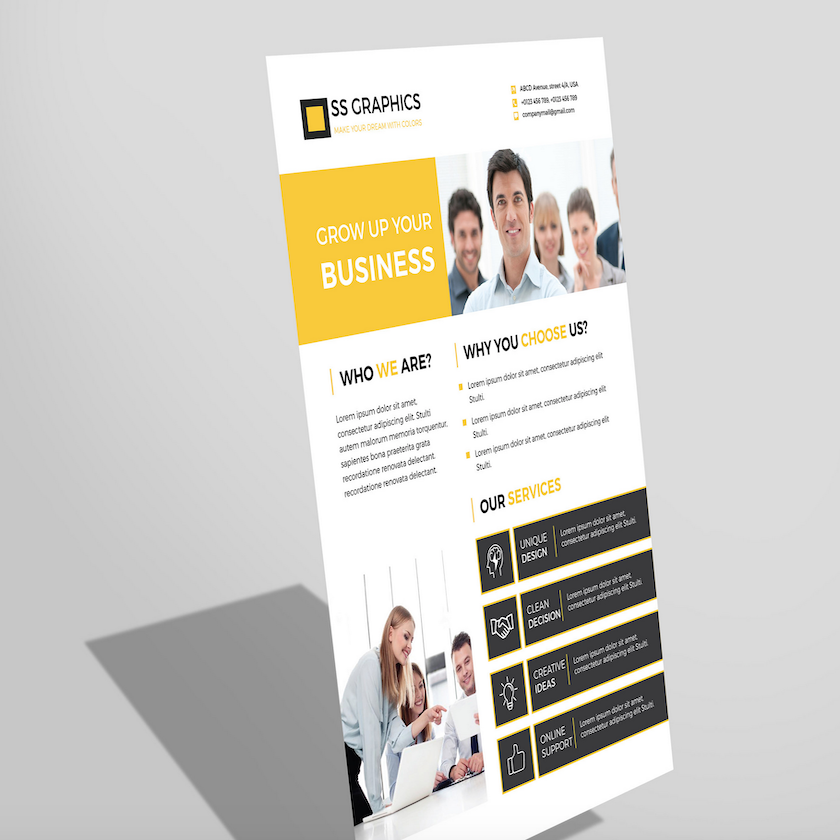 SS GRAPHICS
MAKE YOUR DREAM WITH COLORS
ABCD Avenue, street 4/A, USA
+0123 456 789, +0123 456 789
companymail@gmail.com
GROW UP YOUR
BUSINESS
WHO WE ARE?
Lorem ipsum dolor sit amet,
consectetur adipiscing elit. Stulti
autem malorum memoria torquentur,
sapientes bona praeterita grata
recordatione renovata delectant.
recordatione renovata delectant.
WHY YOU CHOOSE US?
Lorem ipsum dolor sit amet, consectetur adipiscing elit
Stulti.
Lorem ipsum dolor sit amet, consectetur adipiscing elit
Stulti.
Lorem ipsum dolor sit amet, consectetur adipiscing elit
Stulti.
OUR SERVICES
UNIQUE
DESIGN
Lorem ipsum dolor sit amet,
consectetur adipiscing elit Stulti.
CLEAN
DECISION
Lorem ipsum dolor sit amet,
consectetur adipiscing elit Stulti.
CREATIVE
IDEAS
Lorem ipsum dolor sit amet,
consectetur adipiscing elit Stulti.
ONLINE
SUPPORT
Lorem ipsum dolor sit amet,
consectetur adipiscing elit Stulti.